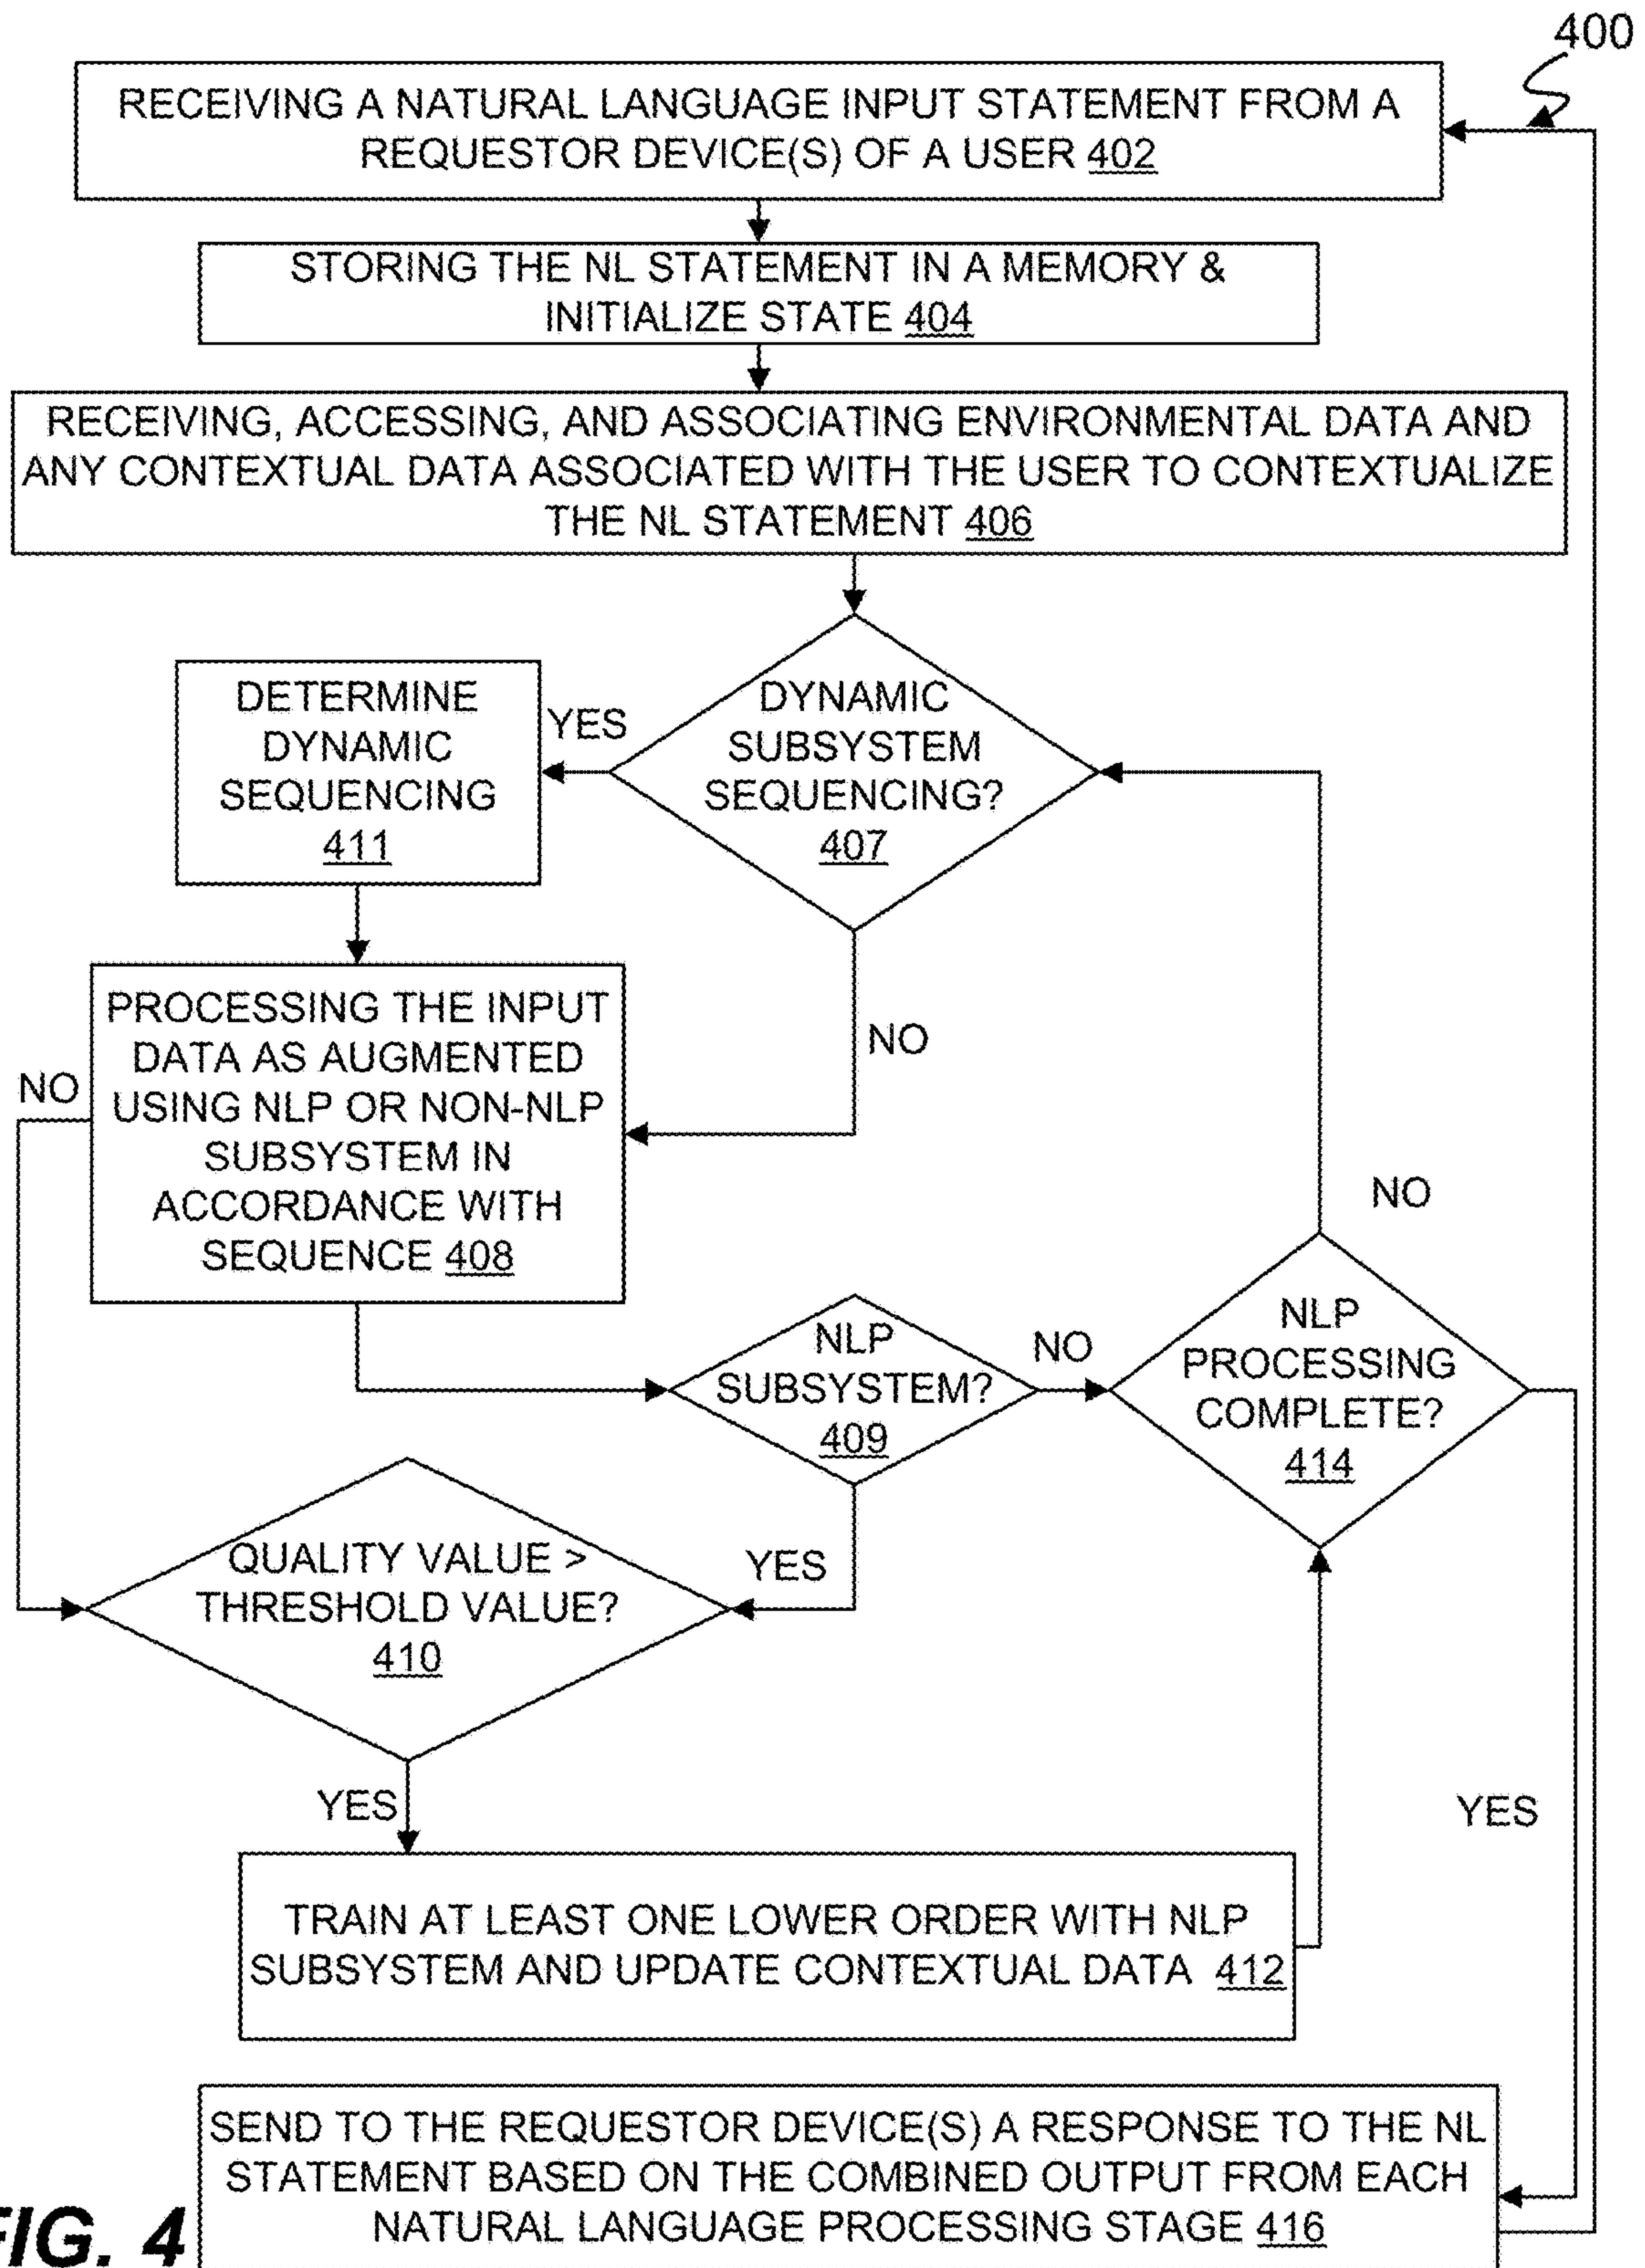 400
RECEIVING A NATURAL LANGUAGE INPUT STATEMENT FROM A
REQUESTOR DEVICE(S) OF A USER 402
STORING THE NL STATEMENT IN A MEMORY &
INITIALIZE STATE 404
RECEIVING, ACCESSING, AND ASSOCIATING ENVIRONMENTAL DATA AND
ANY CONTEXTUAL DATA ASSOCIATED WITH THE USER TO CONTEXTUALIZE
THE NL STATEMENT 406
DETERMINE
DYNAMIC
SEQUENCING
411
YES
DYNAMIC
SUBSYSTEM
SEQUENCING?
407
NO
PROCESSING THE INPUT
DATA AS AUGMENTED
USING NLP OR NON-NLP
SUBSYSTEM IN
ACCORDANCE WITH
SEQUENCE 408
NO
NO
NLP
SUBSYSTEM?
409
NO
NLP
PROCESSING
COMPLETE?
414
YES
QUALITY VALUE >
THRESHOLD VALUE?
410
YES
YES
TRAIN AT LEAST ONE LOWER ORDER WITH NLP
SUBSYSTEM AND UPDATE CONTEXTUAL DATA 412
SEND TO THE REQUESTOR DEVICE(S) A RESPONSE TO THE NL
STATEMENT BASED ON THE COMBINED OUTPUT FROM EACH
NATURAL LANGUAGE PROCESSING STAGE 416
FIG. 4